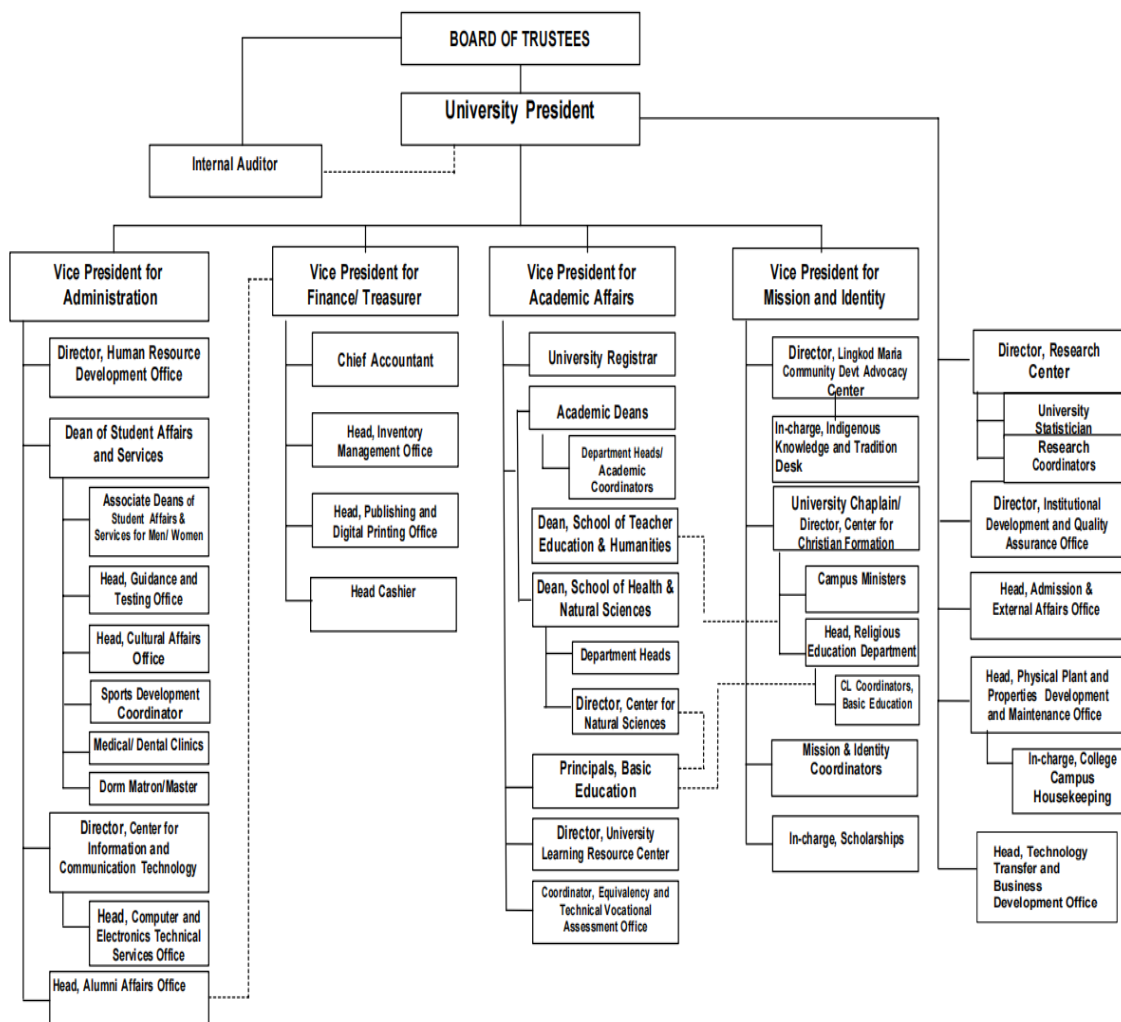 BOARD OF TRUSTEES
University President
Internal Auditor
Vice President for
Administration
Director, Human Resource
Development Office
Dean of Student Affairs
and Services
Associate Deans of
Student Affairs &
Services for Men/ Women
Head, Guidance and
Testing Office
Head, Cultural Affairs
Office
Sports Development
Coordinator
Medical/ Dental Clinics
Dorm Matron/Master
Director, Center for
Information and
Communication Technology
Head, Computer and
Electronics Technical
Services Office
Head, Alumni Affairs Office
Vice President for
Finance/ Treasurer
Chief Accountant
Head, Inventory
Management Office
Head, Publishing and
Digital Printing Office
Head Cashier
Vice President for
Academic Affairs
University Registrar
Academic Deans
Department Heads/
Academic
Coordinators
Dean, School of Teacher
Education & Humanities
Dean, School of Health &
Natural Sciences
Department Heads
Director, Center for
Natural Sciences
Principals, Basic
Education
Director, University
Learning Resource Center
Coordinator, Equivalency and
Technical Vocational
Assessment Office
Vice President for
Mission and Identity
Director, Lingkod Maria
Community Devt Advocacy
Center
In-charge, Indigenous
Knowledge and Tradition
Desk
University Chaplain/
Director, Center for
Christian Formation
Campus Ministers
Head, Religious
Education Department
CL Coordinators,
Basic Education
Mission & Identity
Coordinators
In-charge, Scholarships
Director, Research
Center
University
Statistician
Research
Coordinators
Director, Institutional
Development and Quality
Assurance Office
Head, Admission &
External Affairs Office
Head, Physical Plant and
Properties Development
and Maintenance Office
In-charge, College
Campus
Housekeeping
Head, Technology
Transfer and
Business
Development Office